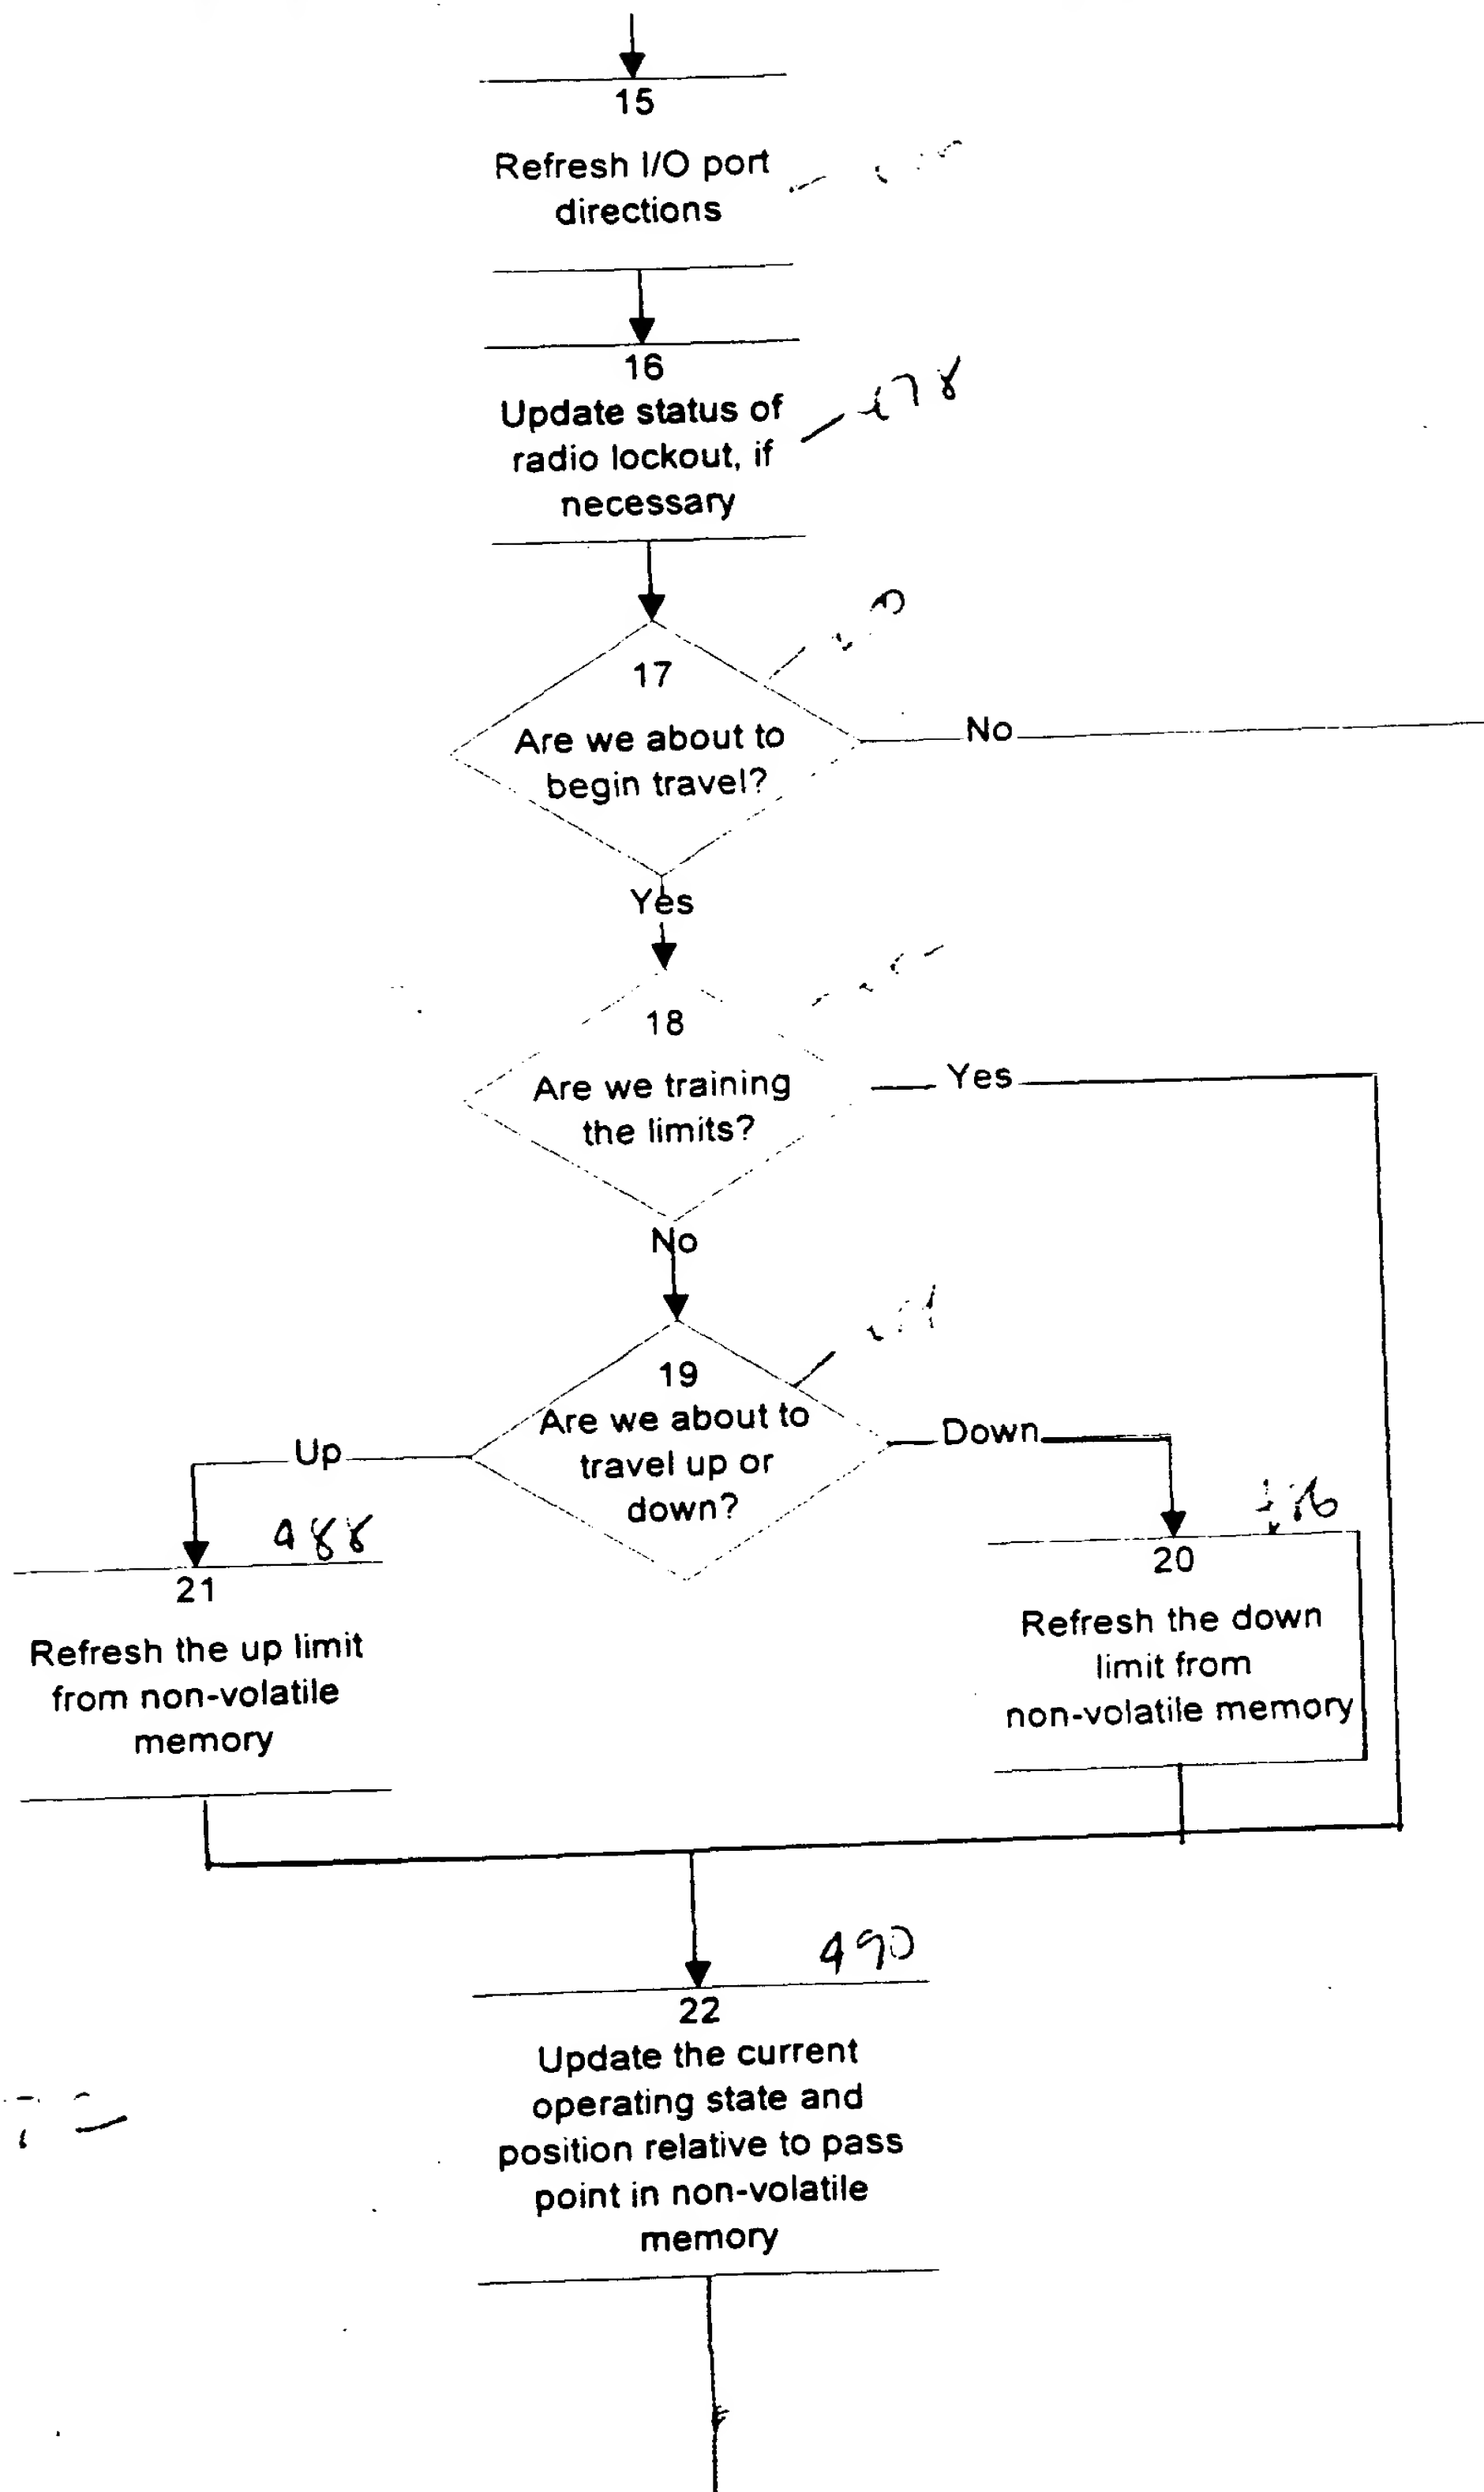 15
Refresh I/O port
directions
16
Update status of
radio lockout, if
necessary
478
17
Are we about to
begin travel?
No
Yes
18
Are we training
the limits?
Yes
No
19
Are we about to
travel up or
down?
Up
Down
488
21
Refresh the up limit
from non-volatile
memory
20
Refresh the down
limit from
non-volatile memory
490
22
Update the current
operating state and
position relative to pass
point in non-volatile
memory